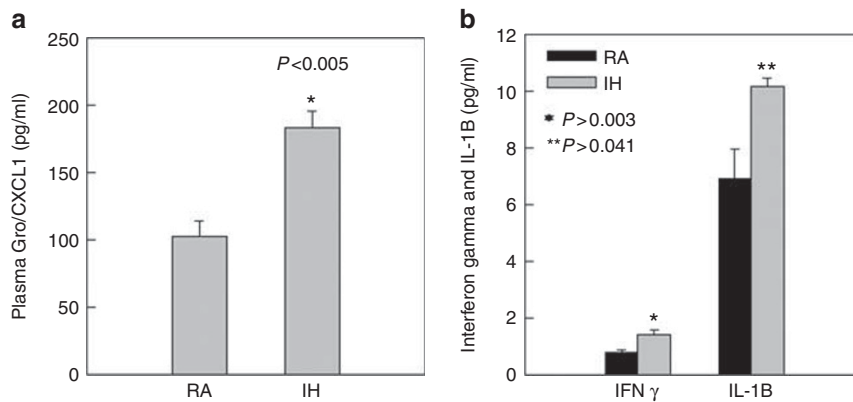 a
Plasma Gro/CXCL1 (pg/ml)
250
200
150
100
50
0
P<0.005
*
RA
IH
b
Interferon gamma and IL-1B (pg/ml)
12
10
8
6
4
2
0
RA
IH
* P>0.003
**P>0.041
**
*
IFN γ
IL-1B